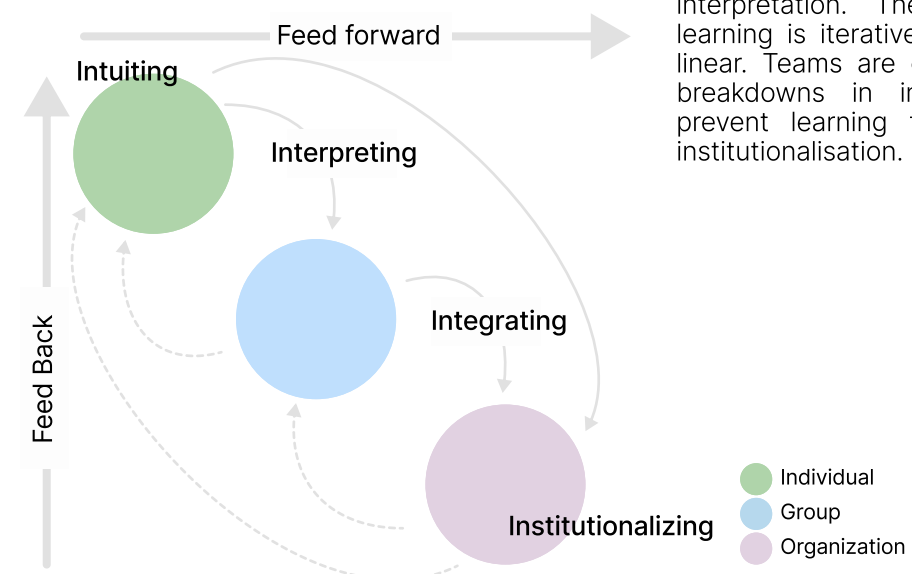 Feed forward
Intuiting
Interpreting
Integrating
Institutionalizing
Feed Back
interpretation.
learning is iterative
linear. Teams are
breakdowns in
prevent learning
institutionalisation.
Individual
Group
Organization